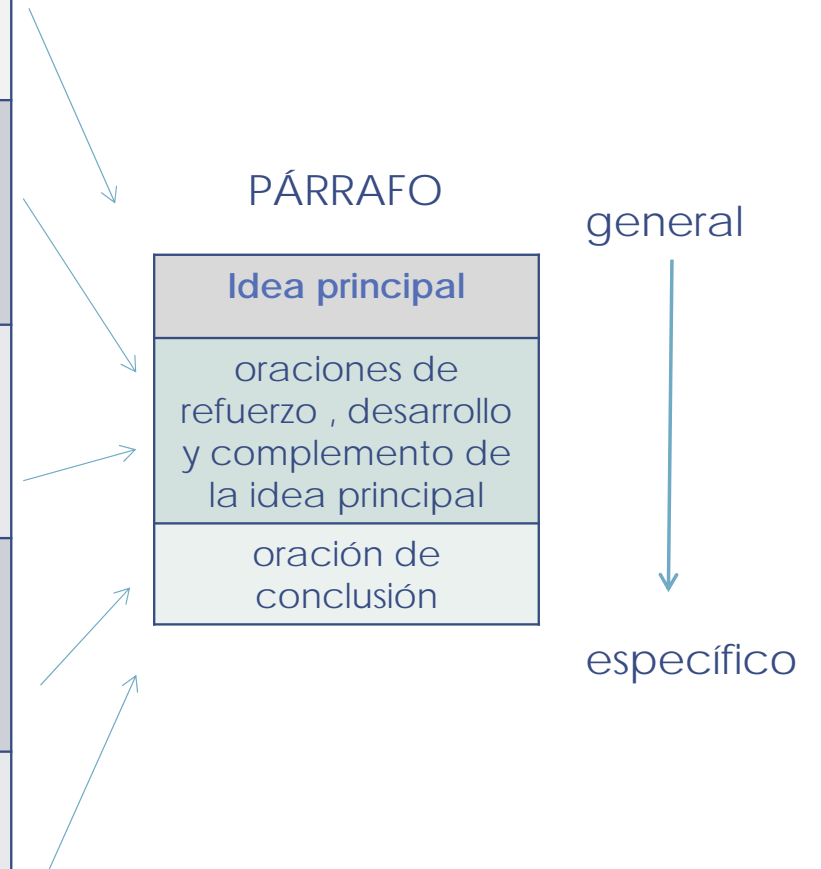 PÁRRAFO
general
Idea principal
oraciones de
refuerzo , desarrollo
y complemento de
la idea principal
oración de
conclusión
específico